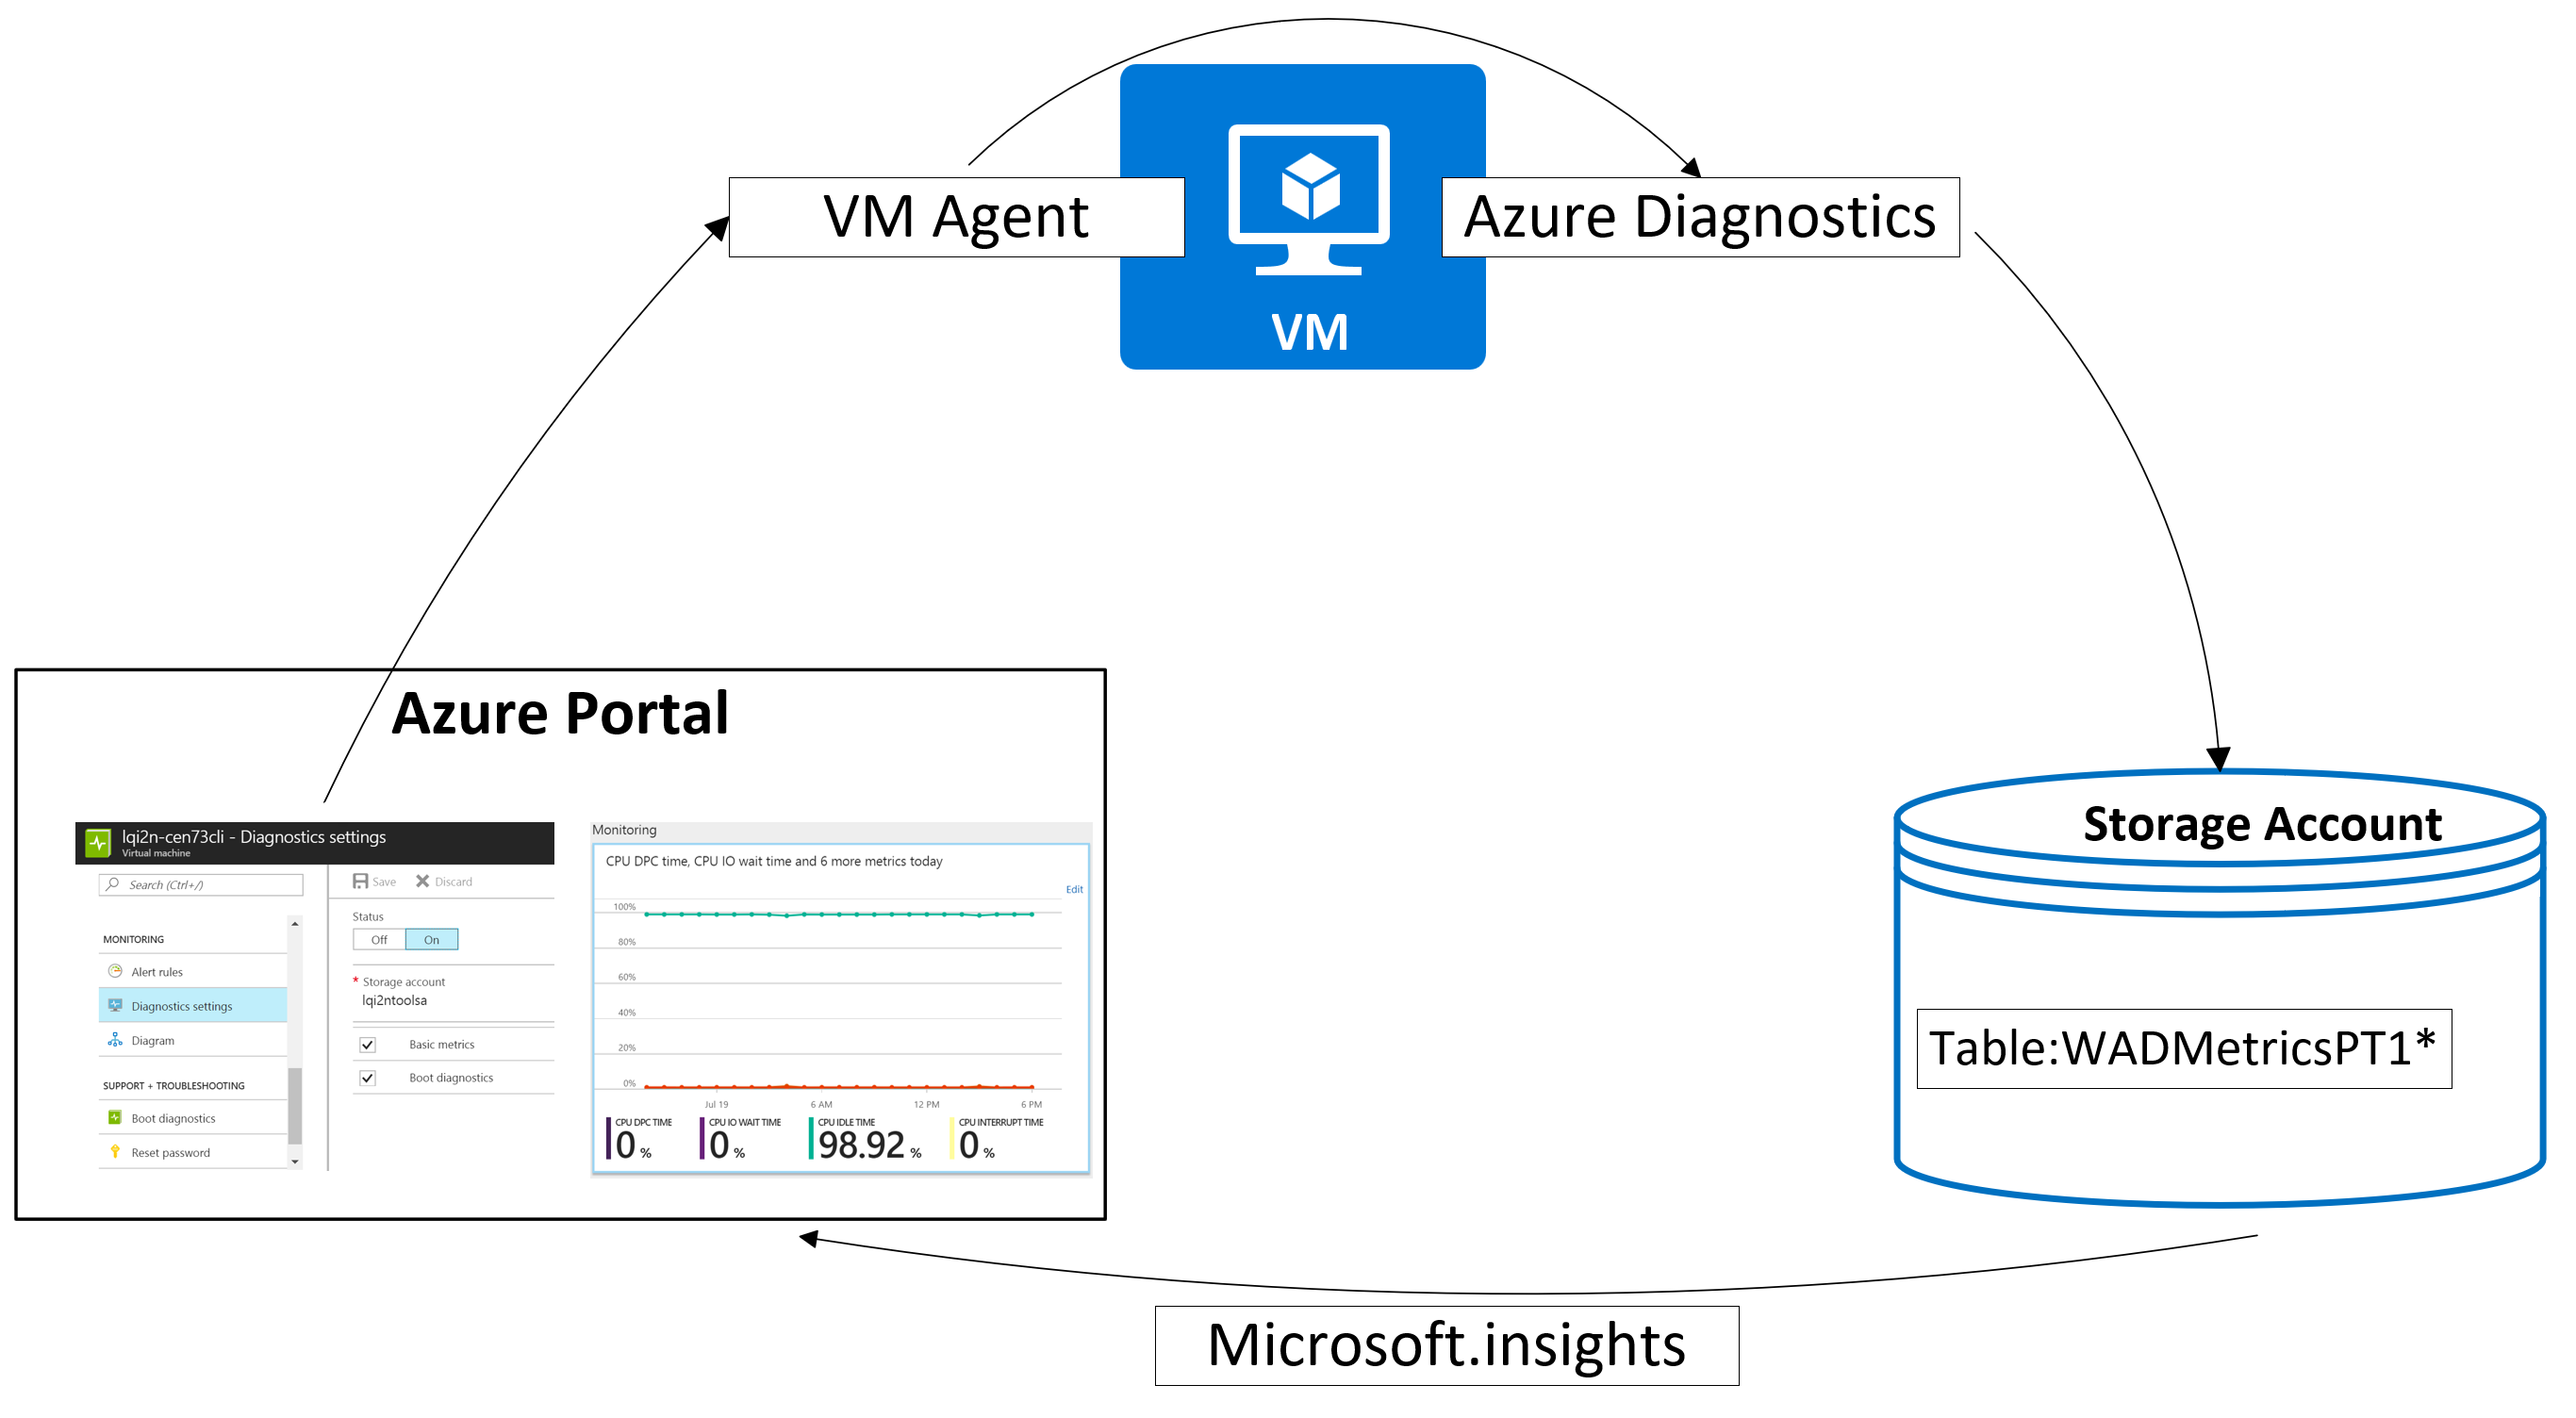 VM Agent
Azure Diagnostics
VM
Azure Portal
lqi2n-cen73cli - Diagnostics settings
Virtual machine
Search (Ctrl+/)
MONITORING
Alert rules
Diagnostics settings
Diagram
SUPPORT + TROUBLESHOOTING
Boot diagnostics
Reset password
Save Discard
Status
Off On
* Storage account
lqi2ntoolsa
Basic metrics
Boot diagnostics
Monitoring
CPU DPC time, CPU IO wait time and 6 more metrics today
Edit
100%
80%
60%
40%
20%
0%
Jul 19 6 AM 12 PM 6 PM
CPU DPC TIME CPU IO WAIT TIME CPU IDLE TIME CPU INTERRUPT TIME
0 % 0 % 98.92 % 0 %
Storage Account
Table:WADMetricsPT1*
Microsoft.insights